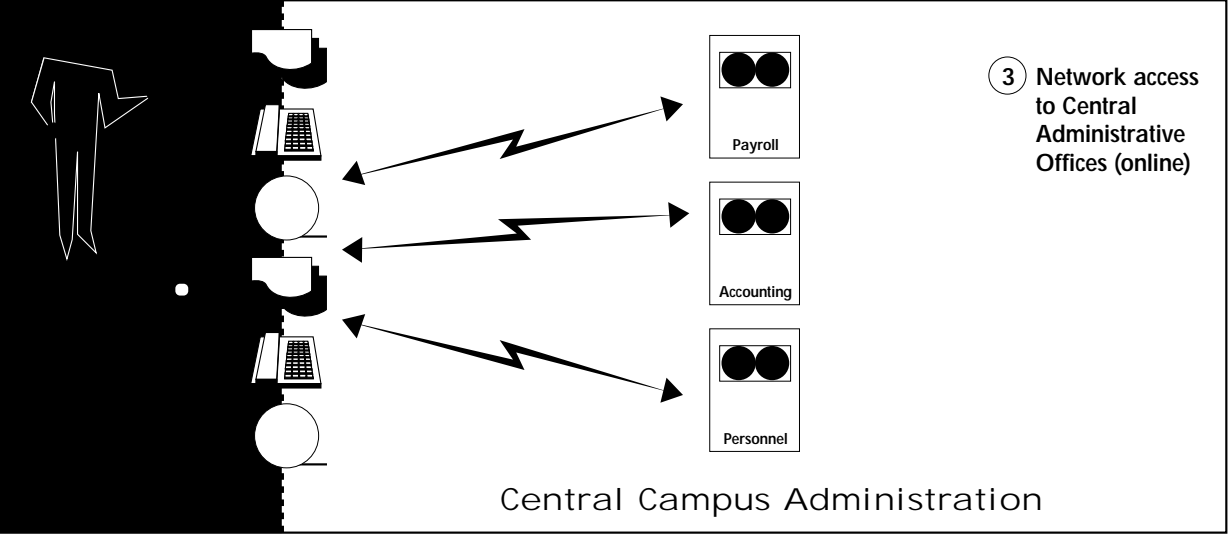 3 Network access
to Central
Administrative
Offices (online)
Payroll
Accounting
Personnel
Central Campus Administration